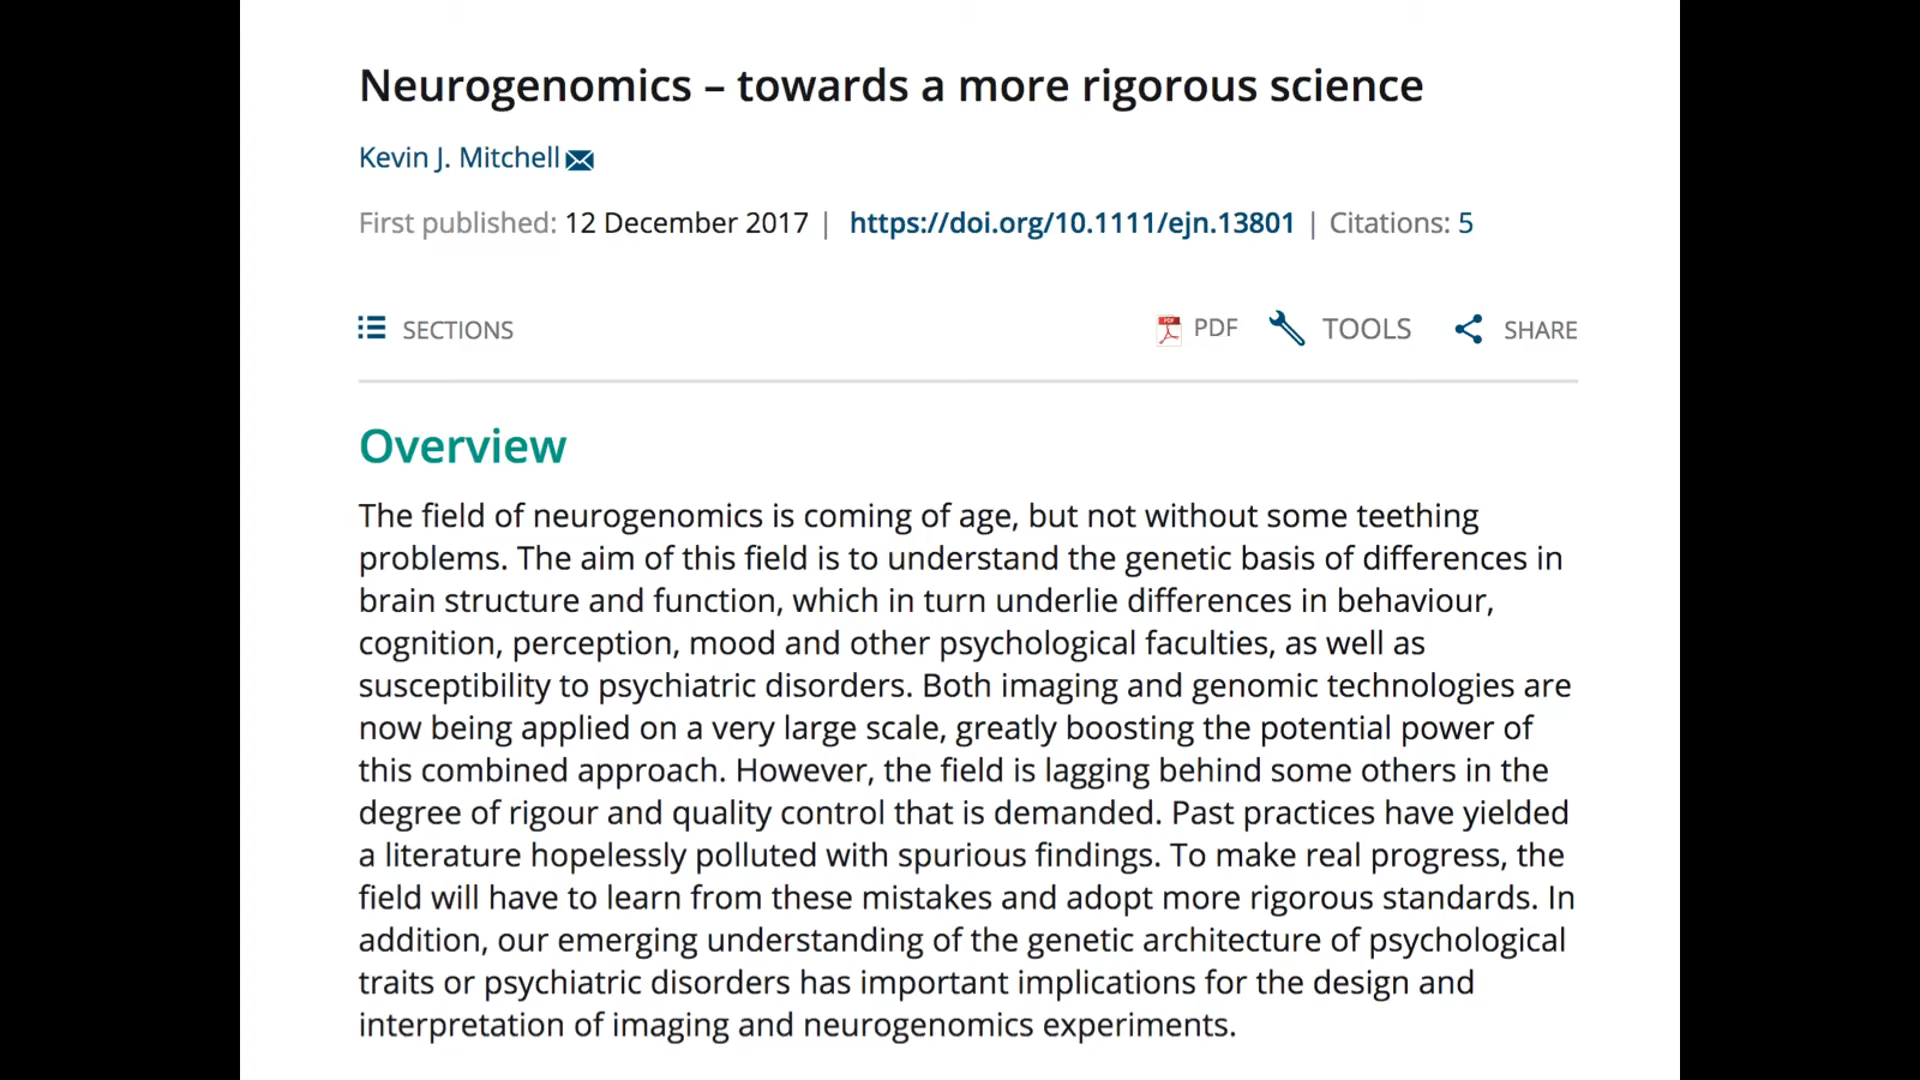 Neurogenomics – towards a more rigorous science
Kevin J. Mitchell
First published: 12 December 2017 | https://doi.org/10.1111/ejn.13801 | Citations: 5
SECTIONS PDF TOOLS SHARE
Overview
The field of neurogenomics is coming of age, but not without some teething
problems. The aim of this field is to understand the genetic basis of differences in
brain structure and function, which in turn underlie differences in behaviour,
cognition, perception, mood and other psychological faculties, as well as
susceptibility to psychiatric disorders. Both imaging and genomic technologies are
now being applied on a very large scale, greatly boosting the potential power of
this combined approach. However, the field is lagging behind some others in the
degree of rigour and quality control that is demanded. Past practices have yielded
a literature hopelessly polluted with spurious findings. To make real progress, the
field will have to learn from these mistakes and adopt more rigorous standards. In
addition, our emerging understanding of the genetic architecture of psychological
traits or psychiatric disorders has important implications for the design and
interpretation of imaging and neurogenomics experiments.